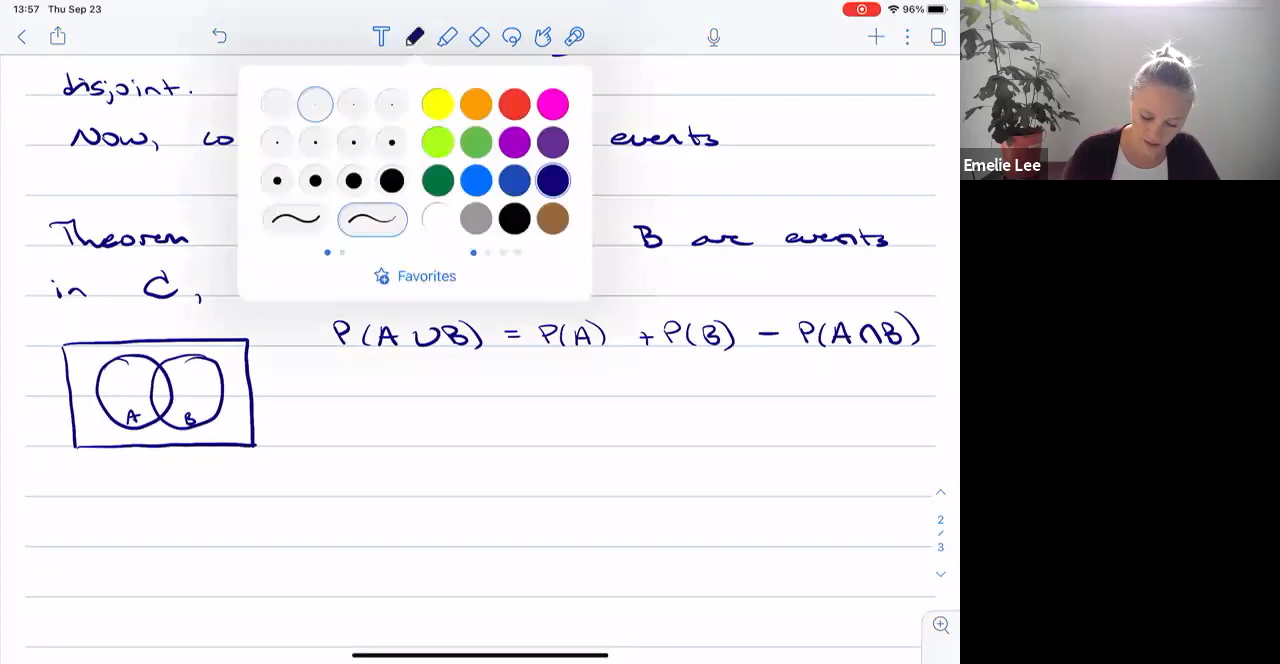 13:57 Thu Sep 23
96%
T
disjoint.
Now, co events
Theorem B are events
in C,
Favorites
P(A ∪ B) = P(A) + P(B) − P(A ∩ B)
A B
2
/
3
Emelie Lee